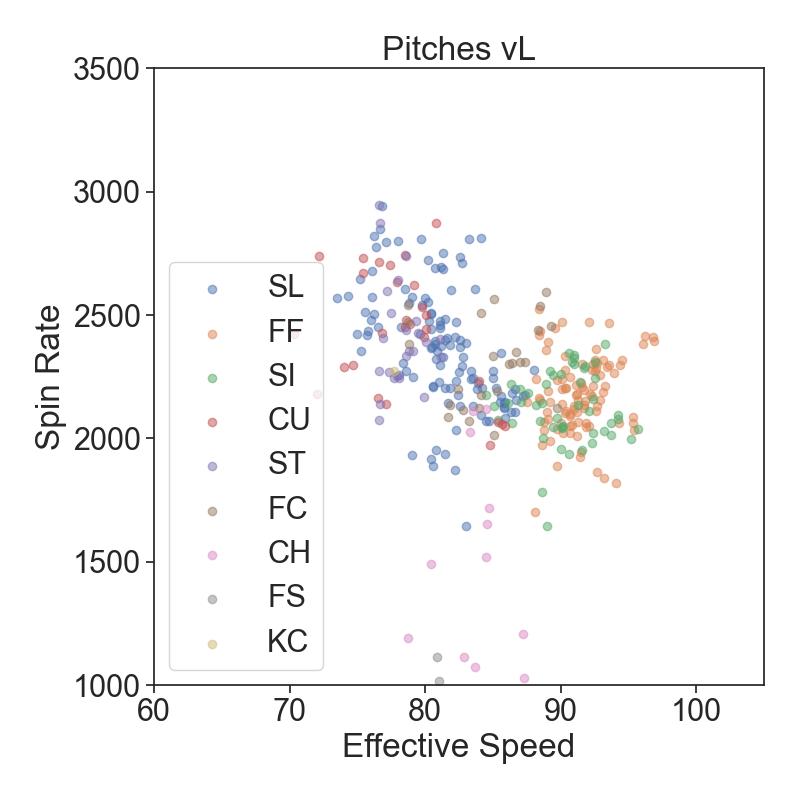 Pitches vL
3500
3000
2500
2000
1500
1000
Spin Rate
SL
FF
SI
CU
ST
FC
CH
FS
KC
60 70 80 90 100
Effective Speed